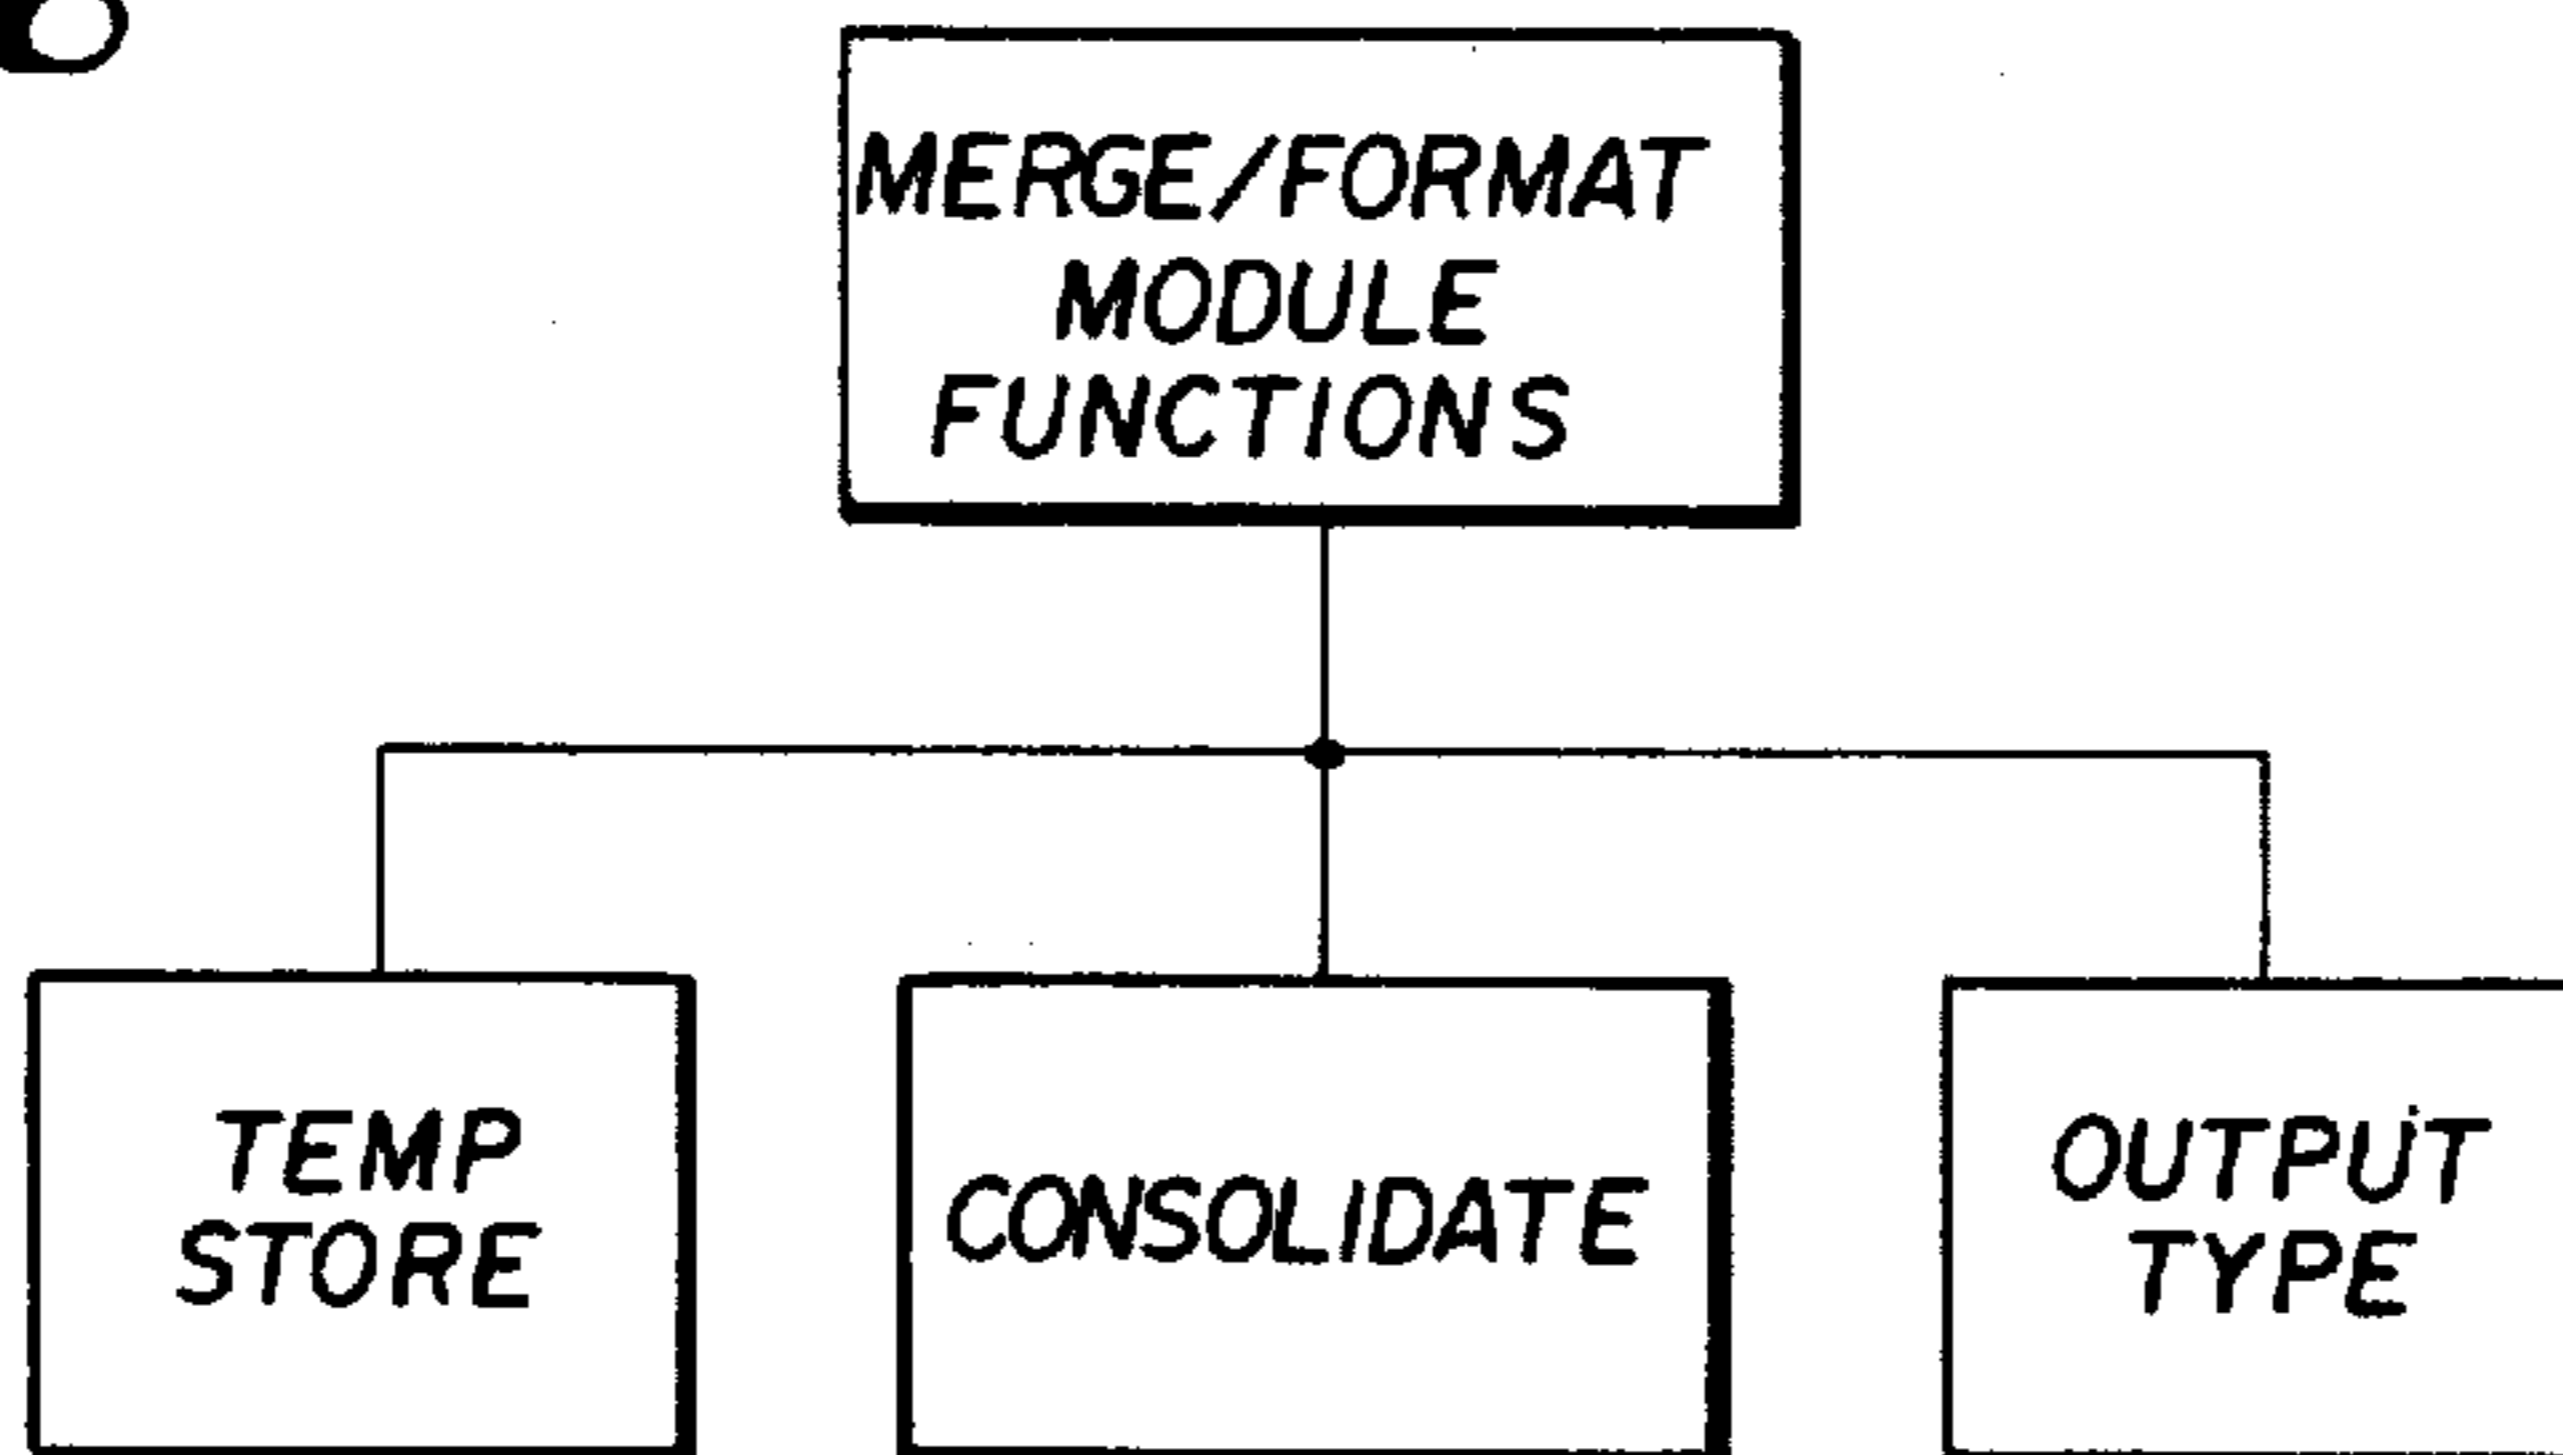 MERGE/FORMAT
MODULE
FUNCTIONS
TEMP
STORE
CONSOLIDATE
OUTPUT
TYPE